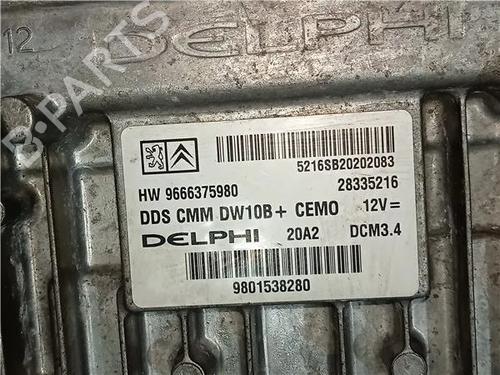 12 DELPHI
B-PARTS
5216SB20202083
HW 9666375980 28335216
DDS CMM DW10B+ CEMO 12V=
DELPHI 20A2 DCM3.4
9801538280